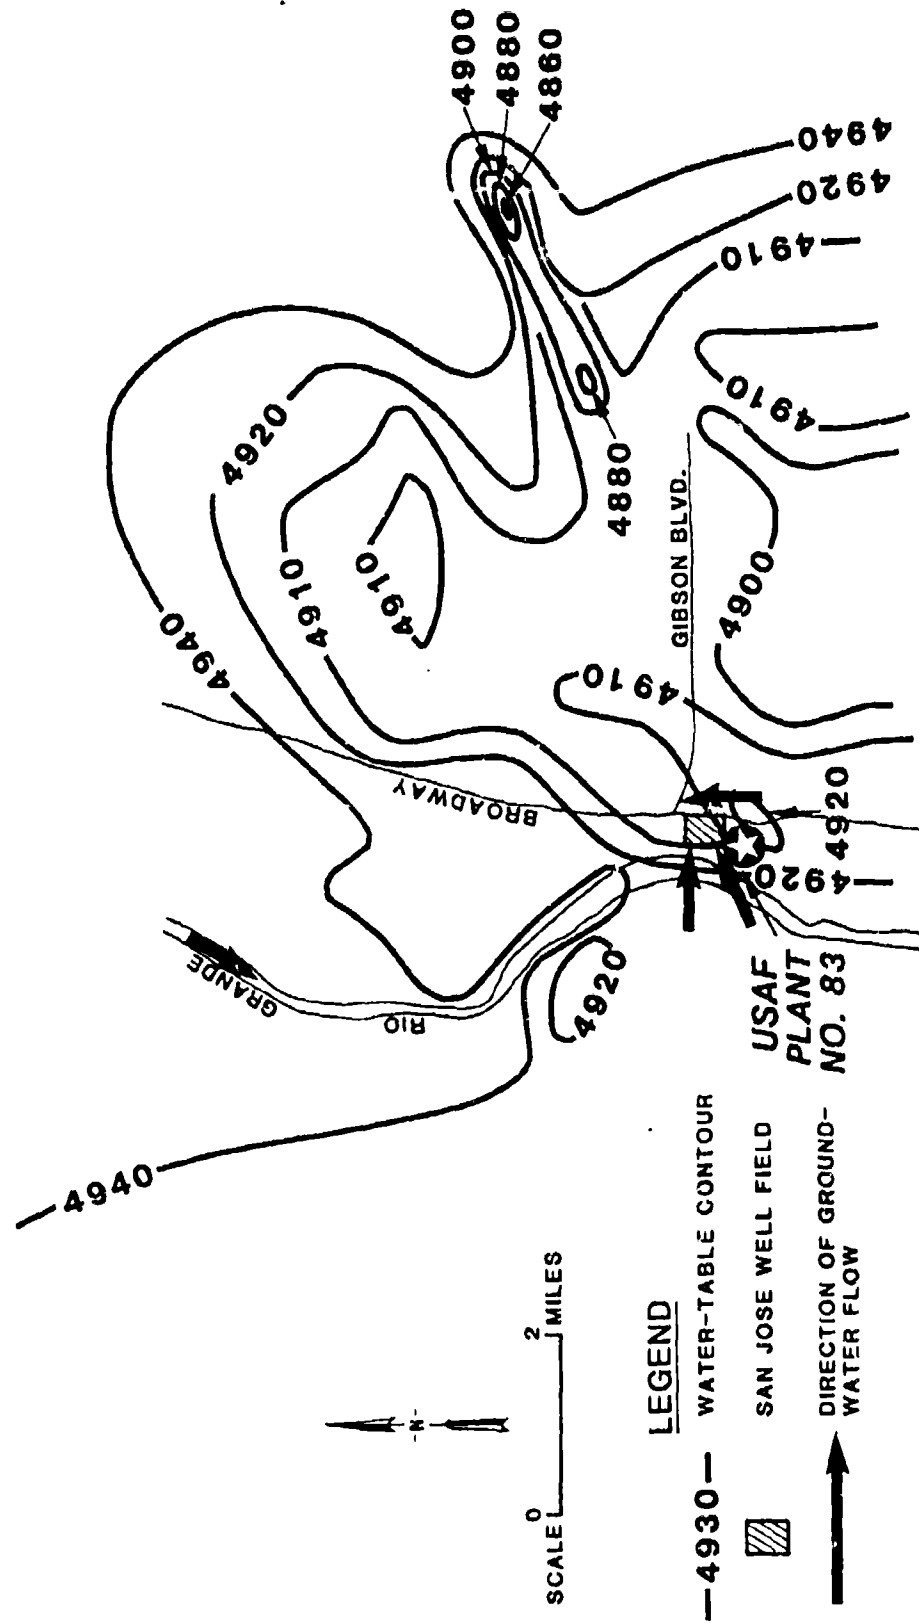 4900
4880
4860
4940
4920
4910
4920
4910
4910
4940
4880
GIBSON BLVD.
4910
4900
4910
BROADWAY
4920
4920
4920
RIO
GRANDE
4940
USAF
PLANT
NO. 83
-N-
SCALE
0 2 MILES
LEGEND
—4930— WATER-TABLE CONTOUR
SAN JOSE WELL FIELD
DIRECTION OF GROUND-
WATER FLOW